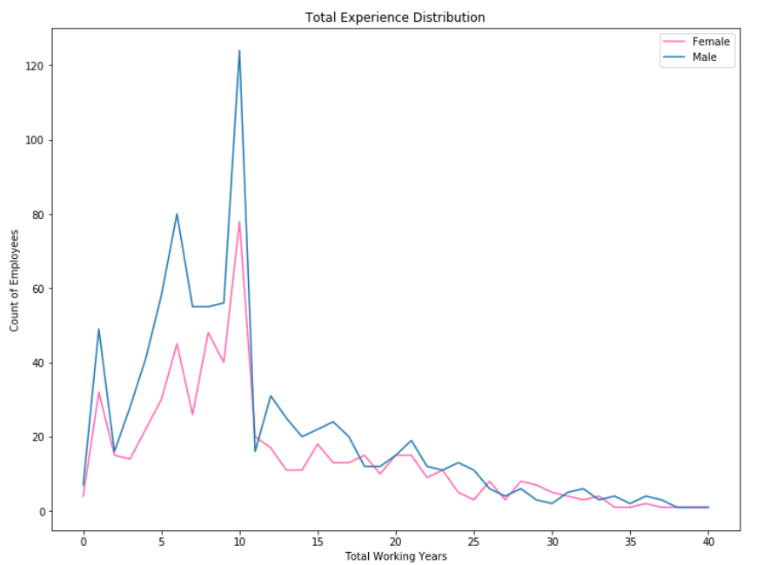 Total Experience Distribution
Female
Male
120
100
80
60
40
20
0
Count of Employees
0 5 10 15 20 25 30 35 40
Total Working Years